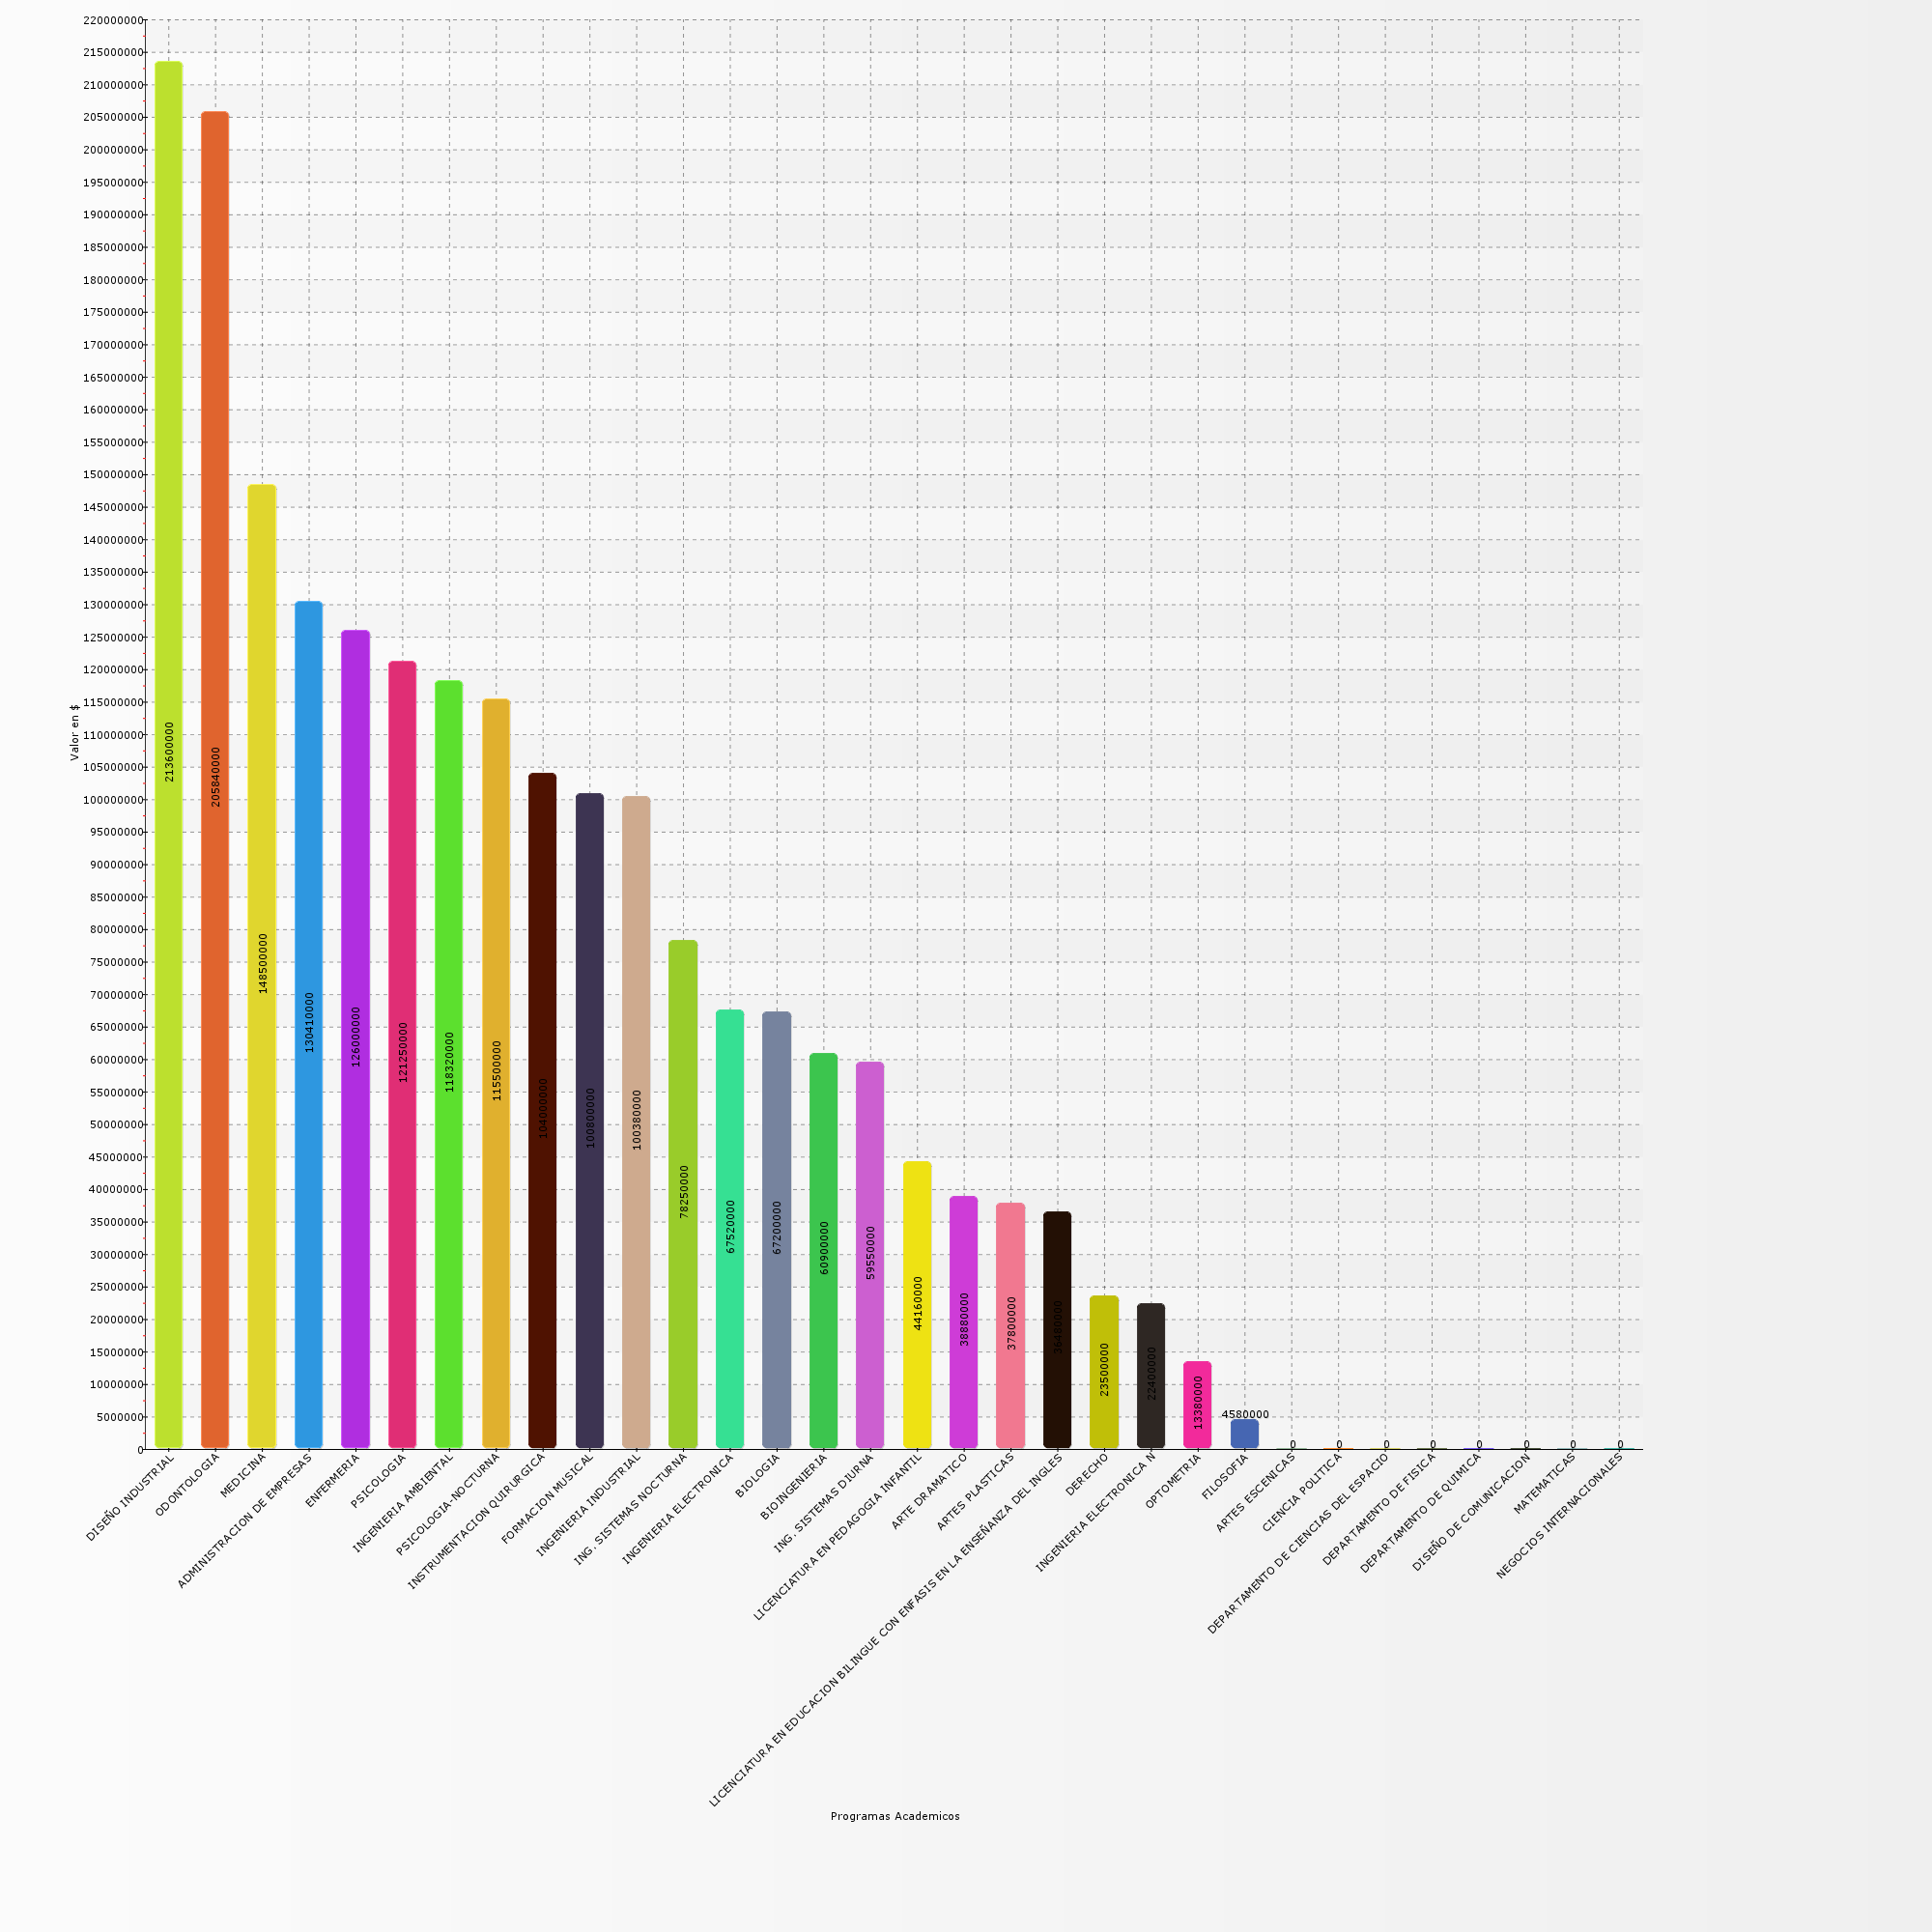 220000000
215000000
210000000
205000000
200000000
195000000
190000000
185000000
180000000
175000000
170000000
165000000
160000000
155000000
150000000
145000000
140000000
135000000
130000000
125000000
120000000
115000000
110000000
105000000
100000000
95000000
90000000
85000000
80000000
75000000
70000000
65000000
60000000
55000000
50000000
45000000
40000000
35000000
30000000
25000000
20000000
15000000
10000000
5000000
0
Valor en $
213600000
205840000
148500000
130410000
126000000
121250000
118320000
115500000
104000000
100800000
100380000
78250000
67520000
67200000
60900000
59550000
44160000
38880000
37800000
36480000
23500000
22400000
13380000
4580000
0
0
0
0
0
0
0
0
DISEÑO INDUSTRIAL
ODONTOLOGIA
MEDICINA
ADMINISTRACION DE EMPRESAS
ENFERMERIA
PSICOLOGIA
INGENIERIA AMBIENTAL
PSICOLOGIA-NOCTURNA
INSTRUMENTACION QUIRURGICA
FORMACION MUSICAL
INGENIERIA INDUSTRIAL
ING. SISTEMAS NOCTURNA
INGENIERIA ELECTRONICA
BIOLOGIA
BIOINGENIERIA
ING. SISTEMAS DIURNA
LICENCIATURA EN PEDAGOGIA INFANTIL
ARTE DRAMATICO
ARTES PLASTICAS
LICENCIATURA EN EDUCACION BILINGUE CON ENFASIS EN LA ENSEÑANZA DEL INGLES
DERECHO
INGENIERIA ELECTRONICA N
OPTOMETRIA
FILOSOFIA
ARTES ESCENICAS
CIENCIA POLITICA
DEPARTAMENTO DE CIENCIAS DEL ESPACIO
DEPARTAMENTO DE FISICA
DEPARTAMENTO DE QUIMICA
DISEÑO DE COMUNICACION
MATEMATICAS
NEGOCIOS INTERNACIONALES
Programas Academicos